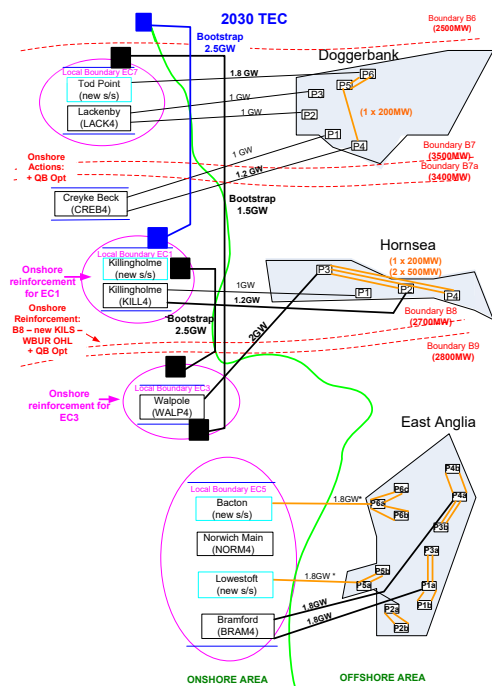 2030 TEC
Boundary B6
(2500MW)
Bootstrap
2.5GW
Doggerbank
Local Boundary EC7
Tod Point
(new s/s)
1.8 GW
P6
P5
Lackenby
(LACK4)
1 GW
P3
1 GW
P2
(1 x 200MW)
P1
P4
1 GW
1.2 GW
Boundary B7
(3500MW)
Boundary B7a
(3400MW)
Onshore
Actions:
+ QB Opt
Creyke Beck
(CREB4)
Bootstrap
1.5GW
Local Boundary EC1
Killingholme
(new s/s)
Killingholme
(KILL4)
Onshore
reinforcement
for EC1
Hornsea
P3
(1 x 200MW)
(2 x 500MW)
1GW
P1
P2
P4
1.2GW
Onshore
Reinforcement:
B8 – new KILS –
WBUR OHL
+ QB Opt
Bootstrap
2.5GW
2GW
Boundary B8
(2700MW)
Boundary B9
(2800MW)
Onshore
reinforcement for
EC3
Local Boundary EC3
Walpole
(WALP4)
East Anglia
Local Boundary EC5
Bacton
(new s/s)
1.8GW*
P6c
P6a
P6b
P4b
P4a
P3b
Norwich Main
(NORM4)
P3a
Lowestoft
(new s/s)
1.8GW *
P5b
P5a
P1a
P1b
P2a
P2b
Bramford
(BRAM4)
1.8GW
1.8GW
ONSHORE AREA
OFFSHORE AREA